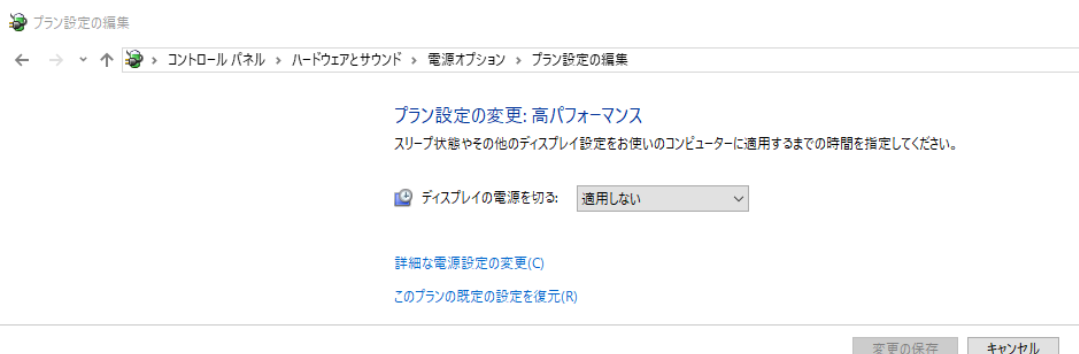 プラン設定の編集
コントロール パネル › ハードウェアとサウンド › 電源オプション › プラン設定の編集
プラン設定の変更: 高パフォーマンス
スリープ状態やその他のディスプレイ設定をお使いのコンピューターに適用するまでの時間を指定してください。
ディスプレイの電源を切る: 適用しない
詳細な電源設定の変更(C)
このプランの既定の設定を復元(R)
変更の保存 キャンセル